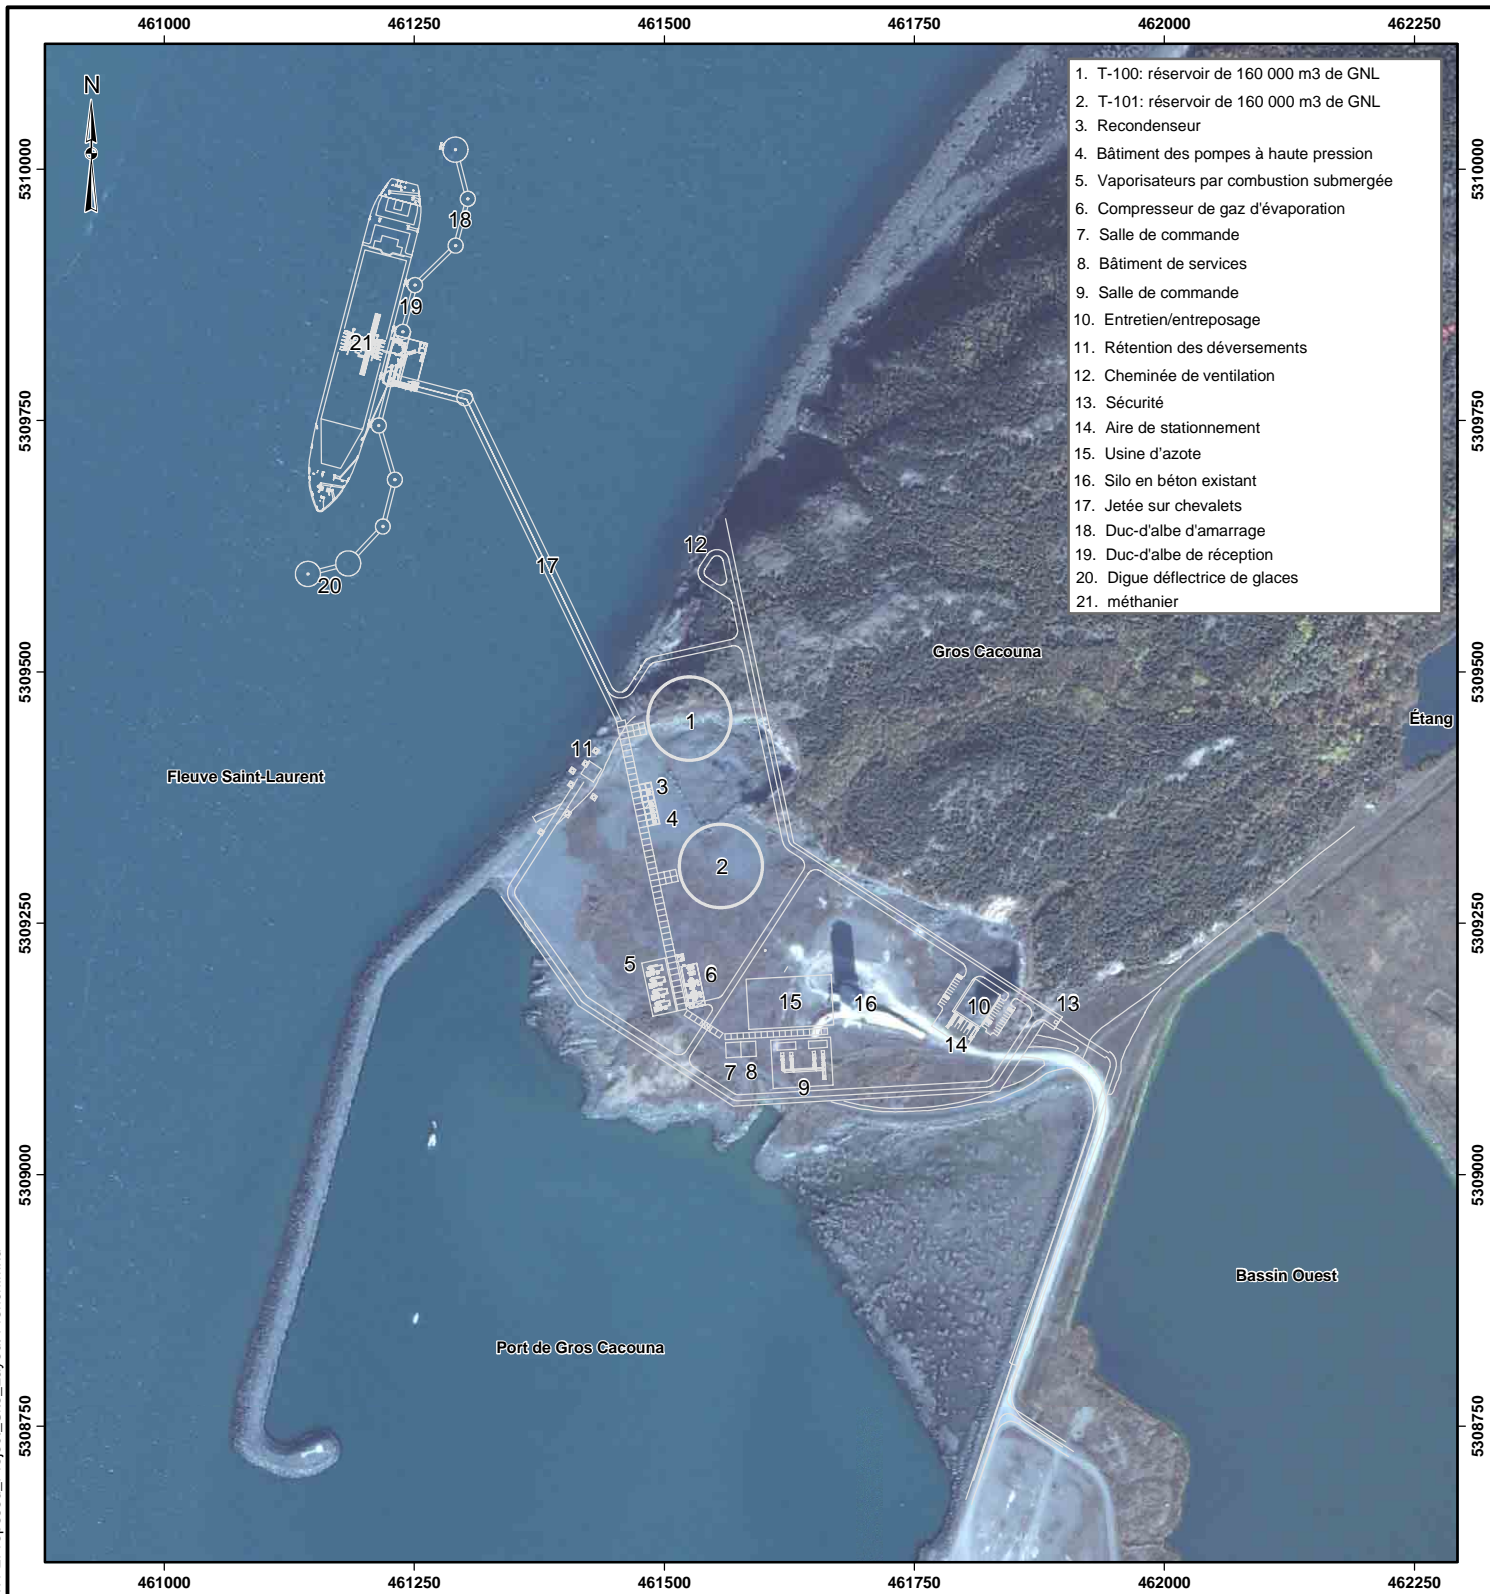 461000 461250 461500 461750 462000 462250
N
1. T-100: réservoir de 160 000 m3 de GNL
2. T-101: réservoir de 160 000 m3 de GNL
3. Recondenseur
4. Bâtiment des pompes à haute pression
5. Vaporisateurs par combustion submergée
6. Compresseur de gaz d'évaporation
7. Salle de commande
8. Bâtiment de services
9. Salle de commande
10. Entretien/entreposage
11. Rétention des déversements
12. Cheminée de ventilation
13. Sécurité
14. Aire de stationnement
15. Usine d'azote
16. Silo en béton existant
17. Jetée sur chevalets
18. Duc-d'albe d'amarrage
19. Duc-d'albe de réception
20. Digue déflectrice de glaces
21. méthanier
5310000
5310000
18
19
21
5309750
5309750
12
17
20
Gros Cacouna
5309500
5309500
1
Étang
11
Fleuve Saint-Laurent
3
4
2
5309250
5309250
5
6
15
16
10
13
14
7
8
9
5309000
5309000
Bassin Ouest
Port de Gros Cacouna
5308750
5308750
461000 461250 461500 461750 462000 462250